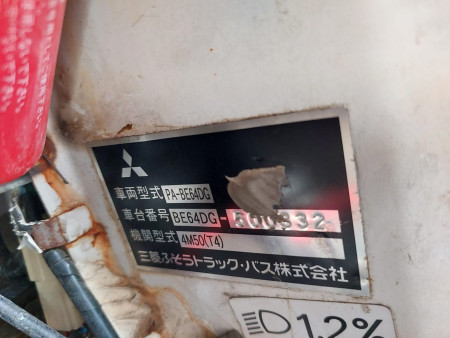 車両型式 PA-BE64DG
車台番号 BE64DG-500332
機関型式 4M50(T4)
三菱ふそうトラック・バス株式会社
1.2%